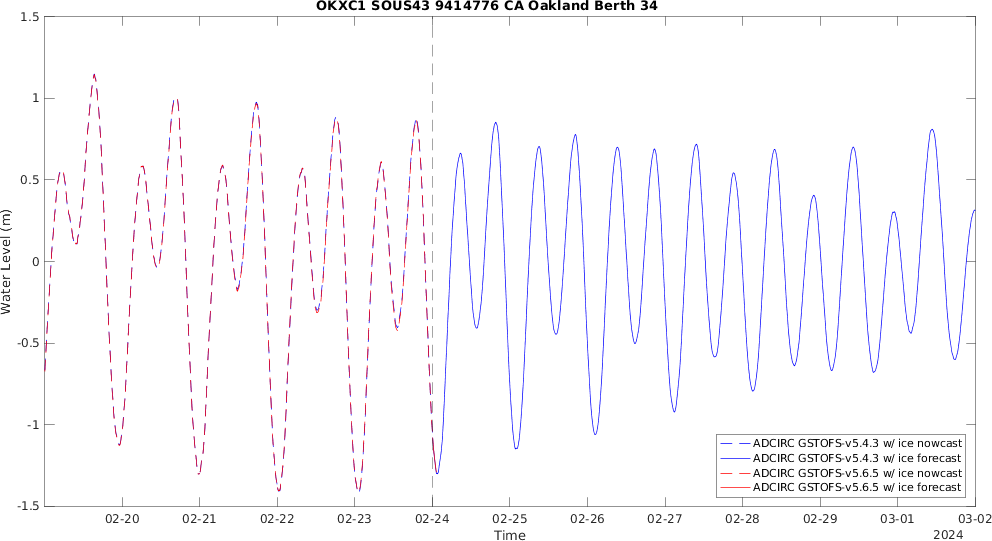 OKXC1 SOUS43 9414776 CA Oakland Berth 34
1.5
1
0.5
0
-0.5
-1
-1.5
Water Level (m)
02-20 02-21 02-22 02-23 02-24 02-25 02-26 02-27 02-28 02-29 03-01 03-02
Time
2024
ADCIRC GSTOFS-v5.4.3 w/ ice nowcast
ADCIRC GSTOFS-v5.4.3 w/ ice forecast
ADCIRC GSTOFS-v5.6.5 w/ ice nowcast
ADCIRC GSTOFS-v5.6.5 w/ ice forecast